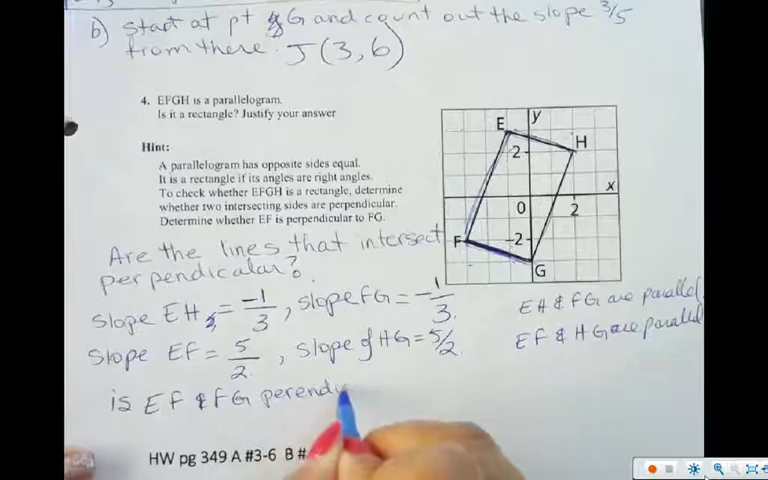 b) start at pt G and count out the slope 3/5
from there. J(3,6)
4. EFGH is a parallelogram.
Is it a rectangle? Justify your answer
Hint:
A parallelogram has opposite sides equal.
It is a rectangle if its angles are right angles.
To check whether EFGH is a rectangle, determine
whether two intersecting sides are perpendicular.
Determine whether EF is perpendicular to FG.
E y
2 H
x
0 2
F -2
G
Are the lines that intersect
perpendicular?
Slope EH = -1/3, slope FG = -1/3.
EH & FG are parallel.
Slope EF = 5/2, slope of HG = 5/2.
EF & HG are parallel
is EF & FG perendi
HW pg 349 A #3-6 B #